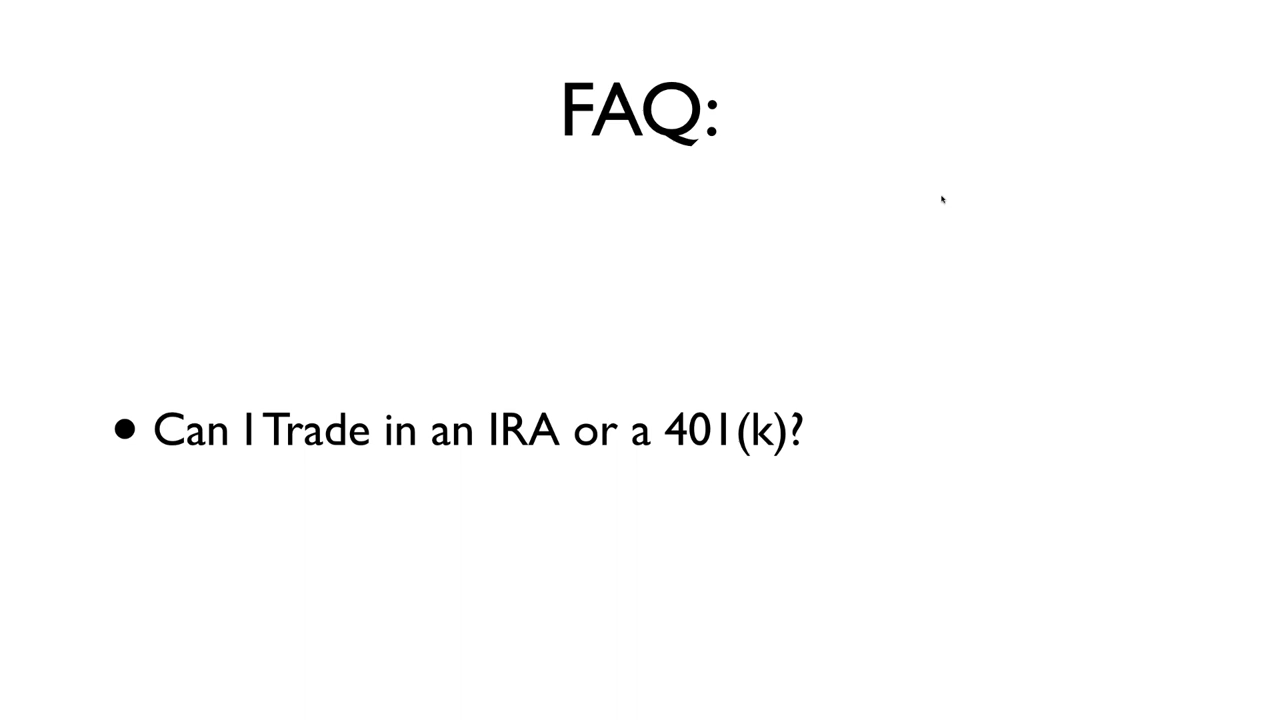 FAQ:
• Can I Trade in an IRA or a 401(k)?